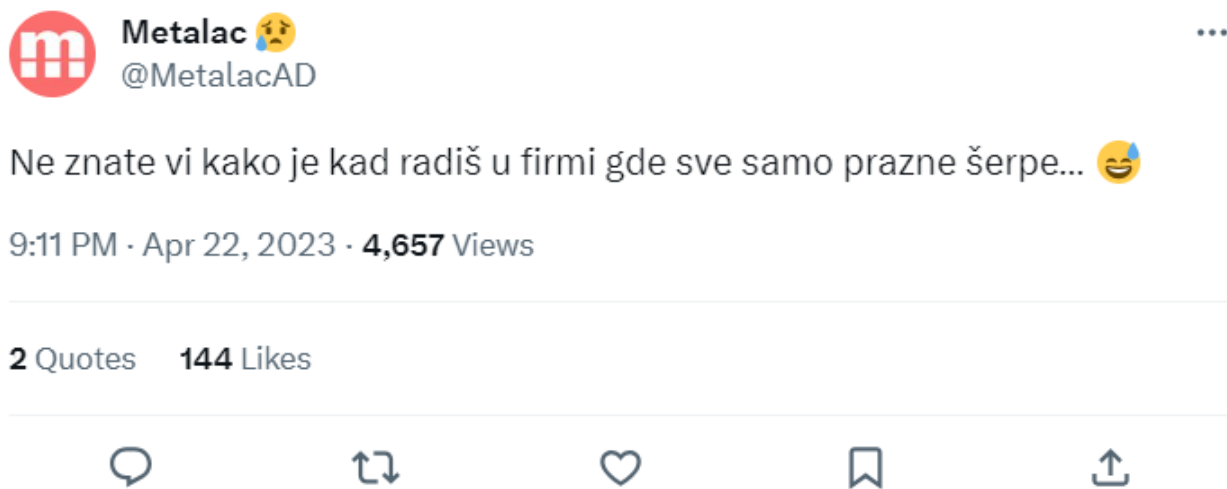 Metalac 😥
@MetalacAD
Ne znate vi kako je kad radiš u firmi gde sve samo prazne šerpe... 😅
9:11 PM · Apr 22, 2023 · 4,657 Views
2 Quotes 144 Likes